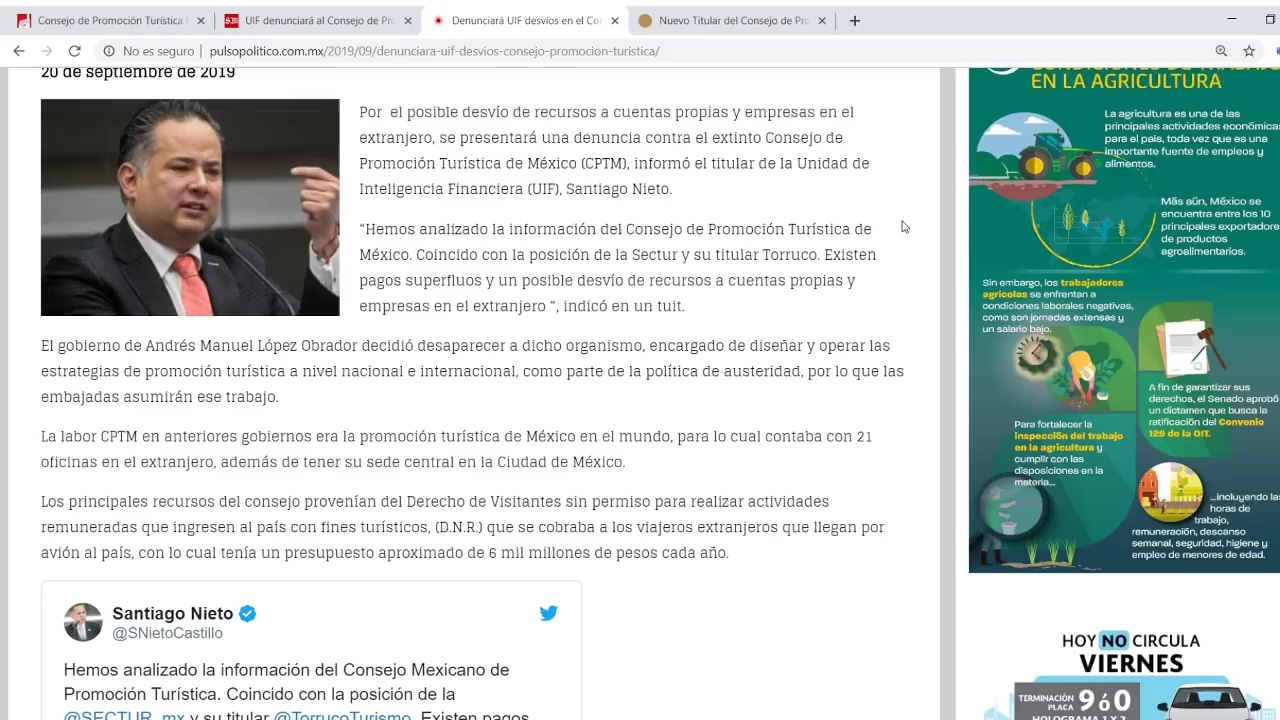 Consejo de Promoción Turística
UIF denunciará al Consejo de Pro
Denunciará UIF desvíos en el Con
Nuevo Titular del Consejo de Pro
No es seguro | pulsopolitico.com.mx/2019/09/denunciara-uif-desvios-consejo-promocion-turistica/
20 de septiembre de 2019
Por el posible desvío de recursos a cuentas propias y empresas en el
extranjero, se presentará una denuncia contra el extinto Consejo de
Promoción Turística de México (CPTM), informó el titular de la Unidad de
Inteligencia Financiera (UIF), Santiago Nieto.
“Hemos analizado la información del Consejo de Promoción Turística de
México. Coincido con la posición de la Sectur y su titular Torruco. Existen
pagos superfluos y un posible desvío de recursos a cuentas propias y
empresas en el extranjero “, indicó en un tuit.
El gobierno de Andrés Manuel López Obrador decidió desaparecer a dicho organismo, encargado de diseñar y operar las
estrategias de promoción turística a nivel nacional e internacional, como parte de la política de austeridad, por lo que las
embajadas asumirán ese trabajo.
La labor CPTM en anteriores gobiernos era la promoción turística de México en el mundo, para lo cual contaba con 21
oficinas en el extranjero, además de tener su sede central en la Ciudad de México.
Los principales recursos del consejo provenían del Derecho de Visitantes sin permiso para realizar actividades
remuneradas que ingresen al país con fines turísticos, (D.N.R.) que se cobraba a los viajeros extranjeros que llegan por
avión al país, con lo cual tenía un presupuesto aproximado de 6 mil millones de pesos cada año.
Santiago Nieto
@SNietoCastillo
Hemos analizado la información del Consejo Mexicano de
Promoción Turística. Coincido con la posición de la
@SECTUR_mx y su titular @TorrucoTurismo. Existen pagos
CONDICIONES DE TRABAJO
EN LA AGRICULTURA
La agricultura es una de las
principales actividades económicas
para el país, toda vez que es una
importante fuente de empleos y
alimentos.
Más aún, México se
encuentra entre los 10
principales exportadores
de productos
agroalimentarios.
Sin embargo, los trabajadores
agrícolas se enfrentan a
condiciones laborales negativas,
como son jornadas extensas y
un salario bajo.
A fin de garantizar sus
derechos, el Senado aprobó
un dictamen que busca la
ratificación del Convenio
129 de la OIT.
Para fortalecer la
inspección del trabajo
en la agricultura y
cumplir con las
disposiciones en la
materia...
...incluyendo las
horas de
trabajo,
remuneración, descanso
semanal, seguridad, higiene y
empleo de menores de edad.
HOY NO CIRCULA
VIERNES
TERMINACIÓN
PLACA 9 ó 0
HOLOGRAMA 1 Y 2